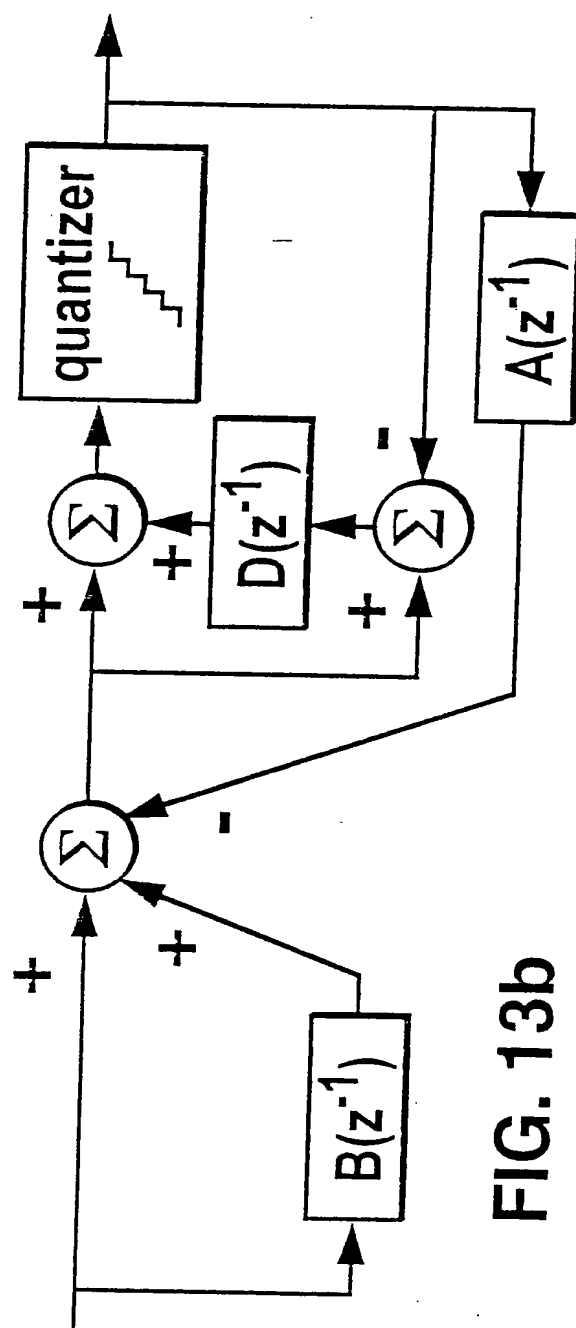 quantizer
+
Σ
+
+
Σ
+
D(z⁻¹)
+
-
Σ
-
B(z⁻¹)
A(z⁻¹)
FIG. 13b